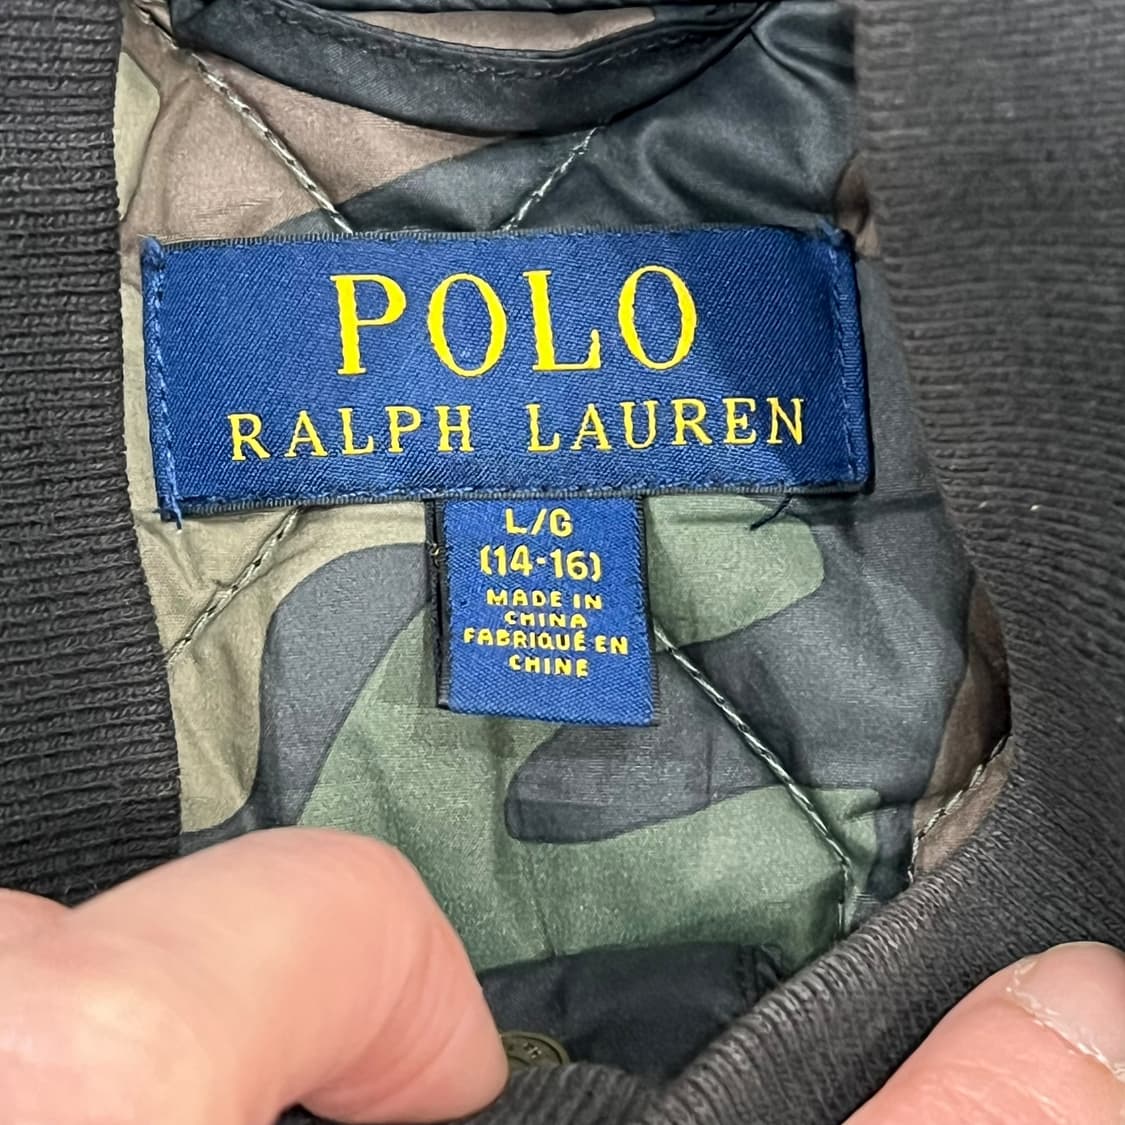 POLO
RALPH LAUREN
L/G
(14-16)
MADE IN
CHINA
FABRIQUÉ EN
CHINE